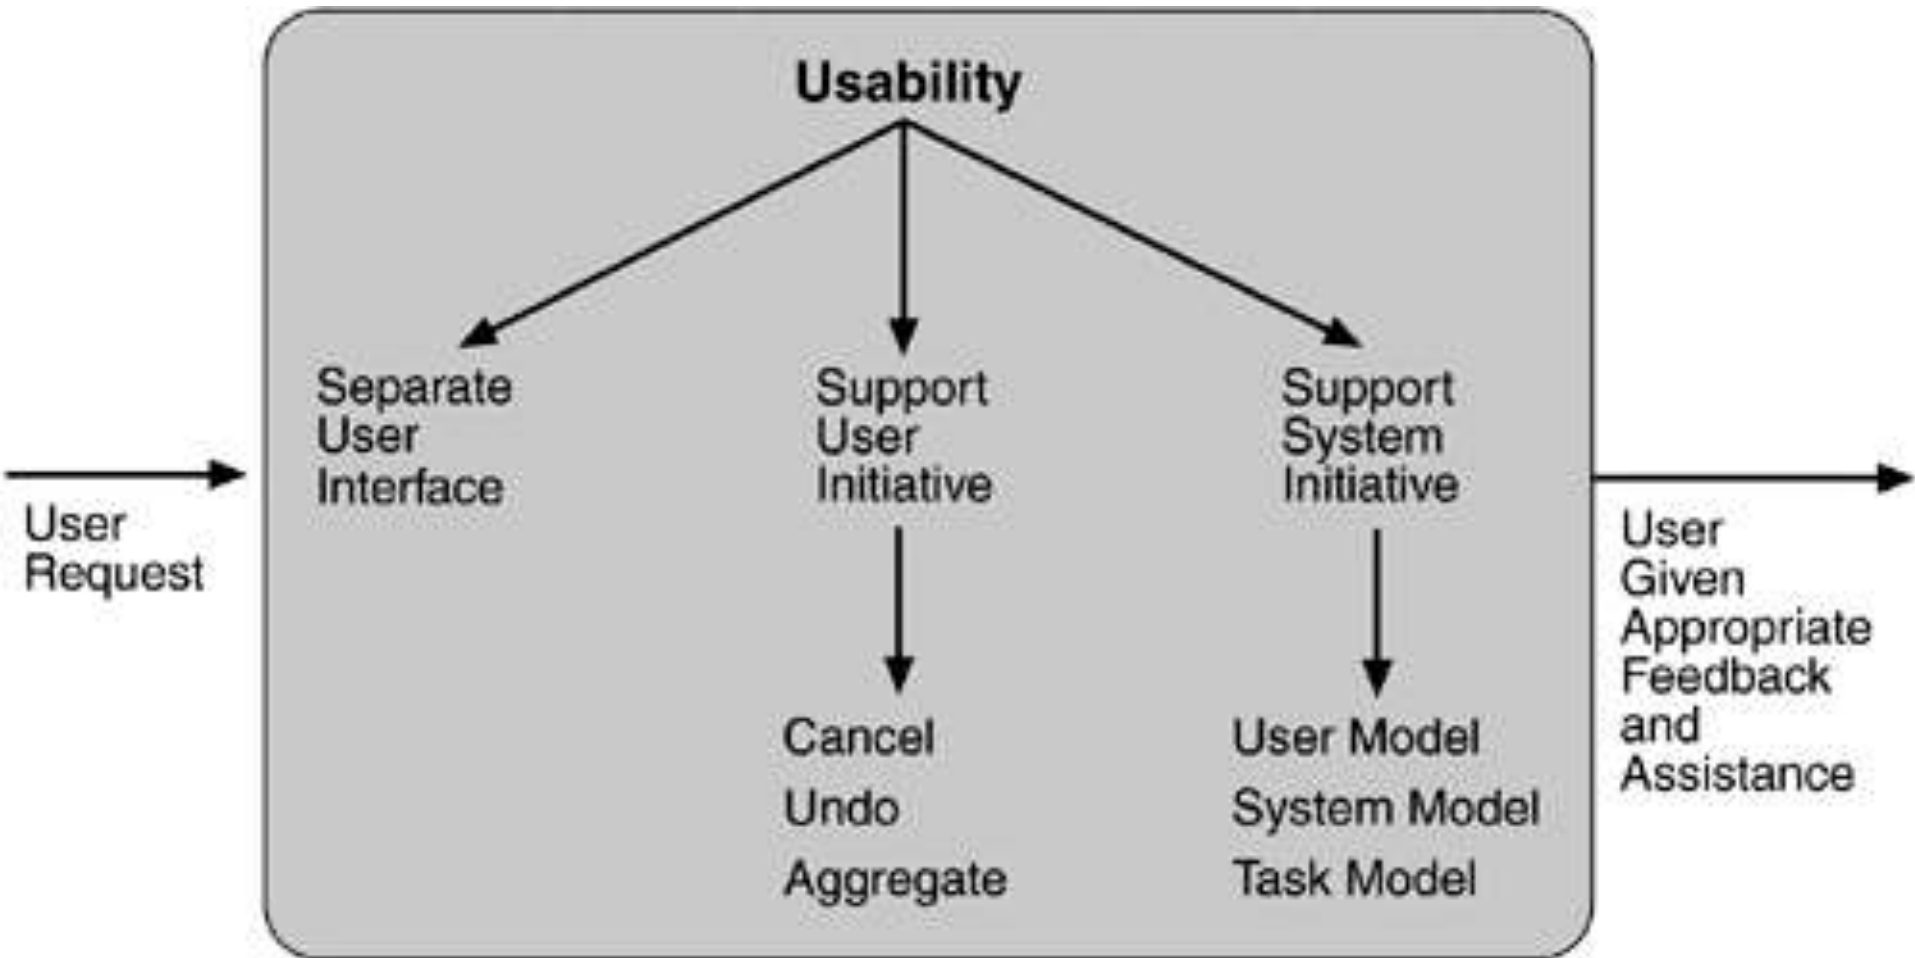 Usability
Separate
User
Interface
Support
User
Initiative
Support
System
Initiative
User
Request
User
Given
Appropriate
Feedback
and
Assistance
Cancel
Undo
Aggregate
User Model
System Model
Task Model